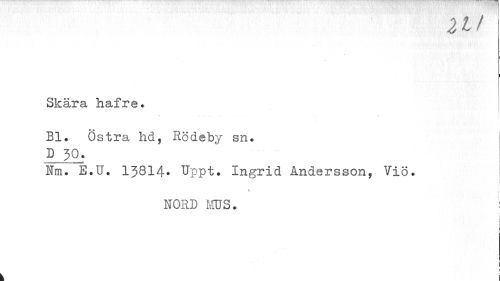 221
Skära hafre.
Bl. Östra hd, Rödeby sn.
D 30.
Nm. E.U. 13814. Uppt. Ingrid Andersson, Viö.
NORD MUS.